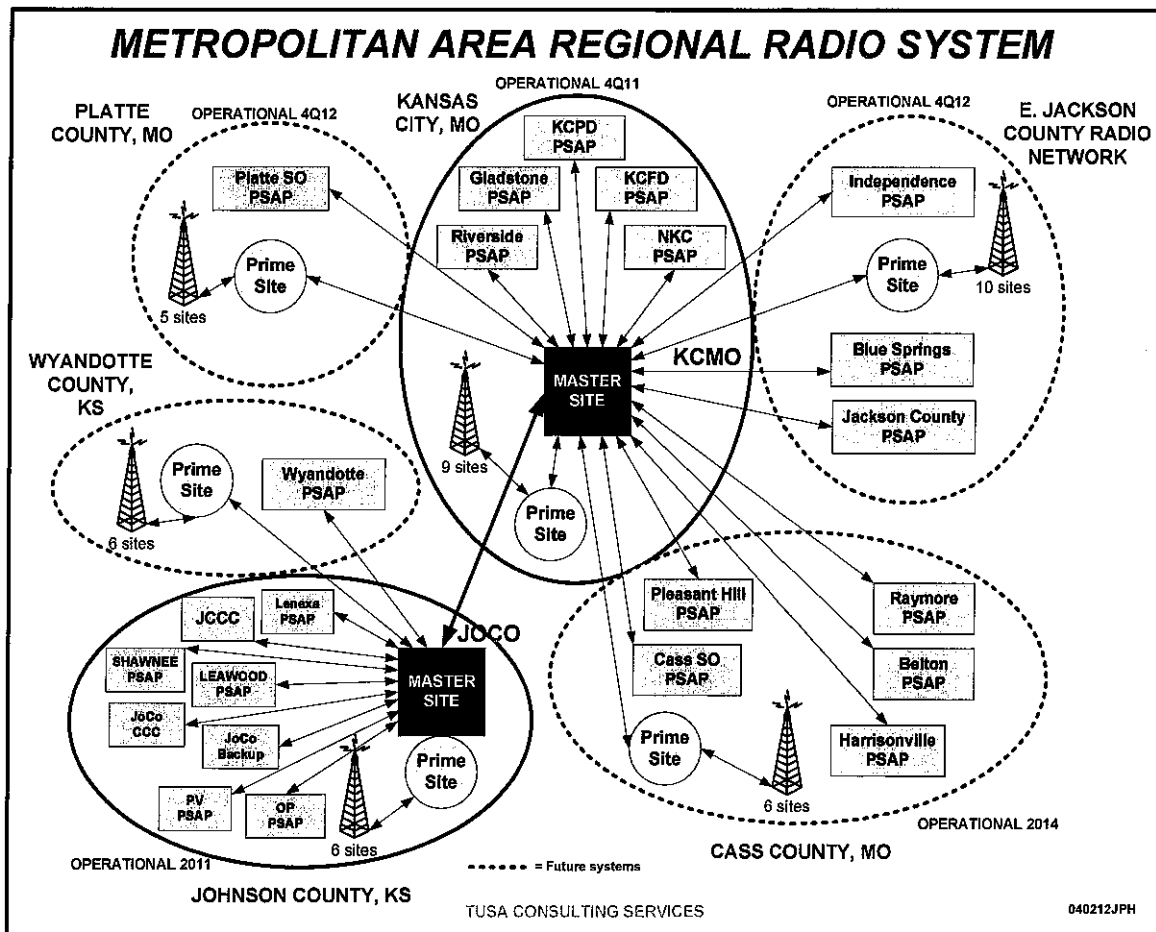 METROPOLITAN AREA REGIONAL RADIO SYSTEM
PLATTE
COUNTY, MO
OPERATIONAL 4Q12
Platte SO
PSAP
Prime
Site
5 sites
KANSAS
CITY, MO
OPERATIONAL 4Q11
KCPD
PSAP
Gladstone
PSAP
KCFD
PSAP
Riverside
PSAP
NKC
PSAP
KCMO
MASTER
SITE
9 sites
Prime
Site
OPERATIONAL 4Q12
E. JACKSON
COUNTY RADIO
NETWORK
Independence
PSAP
Prime
Site
10 sites
Blue Springs
PSAP
Jackson County
PSAP
WYANDOTTE
COUNTY,
KS
Prime
Site
Wyandotte
PSAP
6 sites
JOCO
MASTER
SITE
Lenexa
PSAP
JCCC
SHAWNEE
PSAP
LEAWOOD
PSAP
JoCo
CCC
JoCo
Backup
PV
PSAP
OP
PSAP
Prime
Site
6 sites
OPERATIONAL 2011
JOHNSON COUNTY, KS
Pleasant Hill
PSAP
Raymore
PSAP
Cass SO
PSAP
Belton
PSAP
Prime
Site
Harrisonville
PSAP
6 sites
OPERATIONAL 2014
CASS COUNTY, MO
= Future systems
TUSA CONSULTING SERVICES
040212JPH